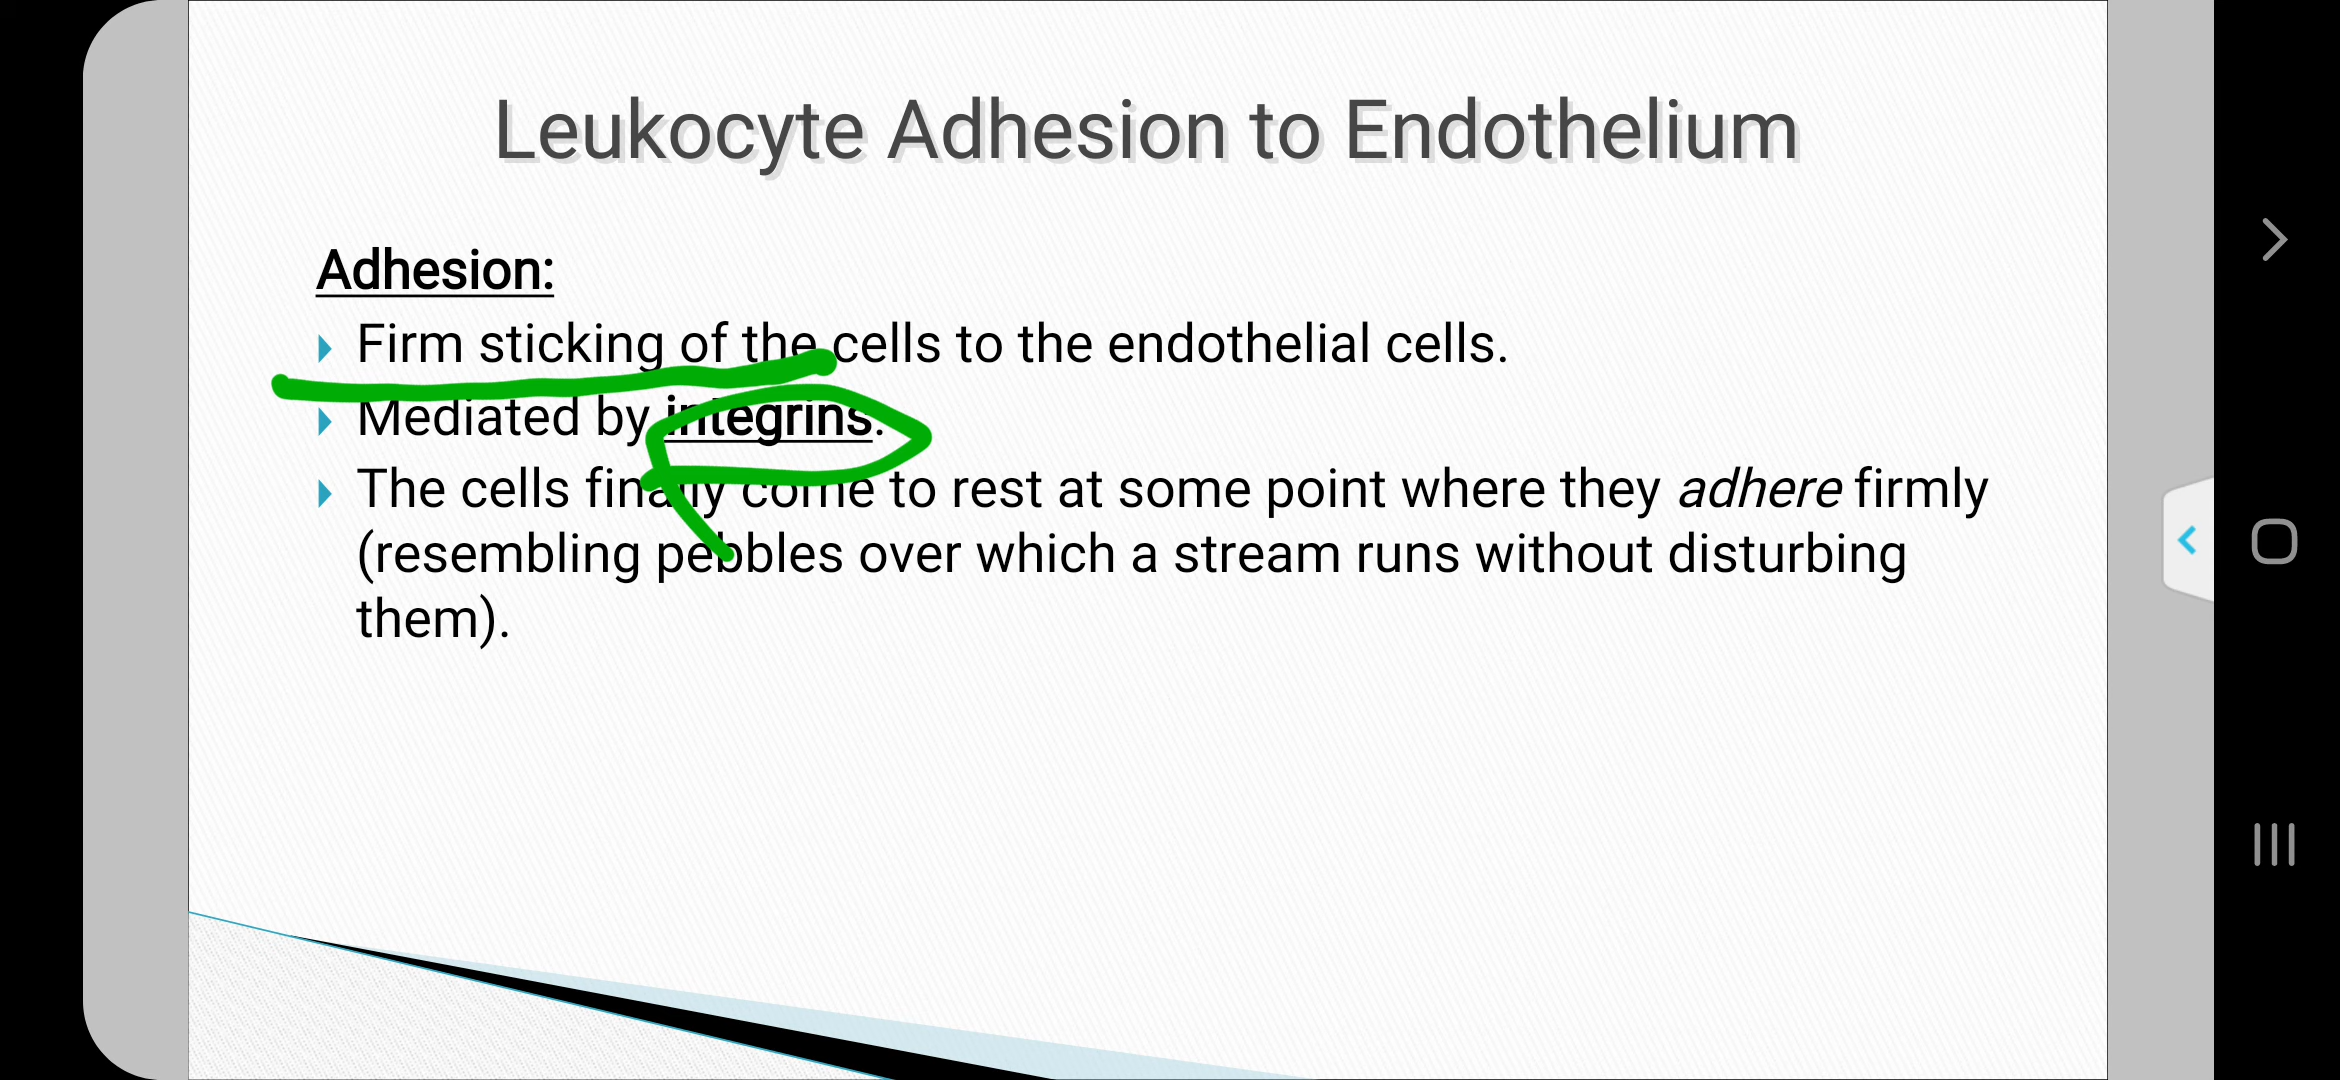 Leukocyte Adhesion to Endothelium
Adhesion:
Firm sticking of the cells to the endothelial cells.
Mediated by integrins.
The cells finally come to rest at some point where they adhere firmly
(resembling pebbles over which a stream runs without disturbing
them).